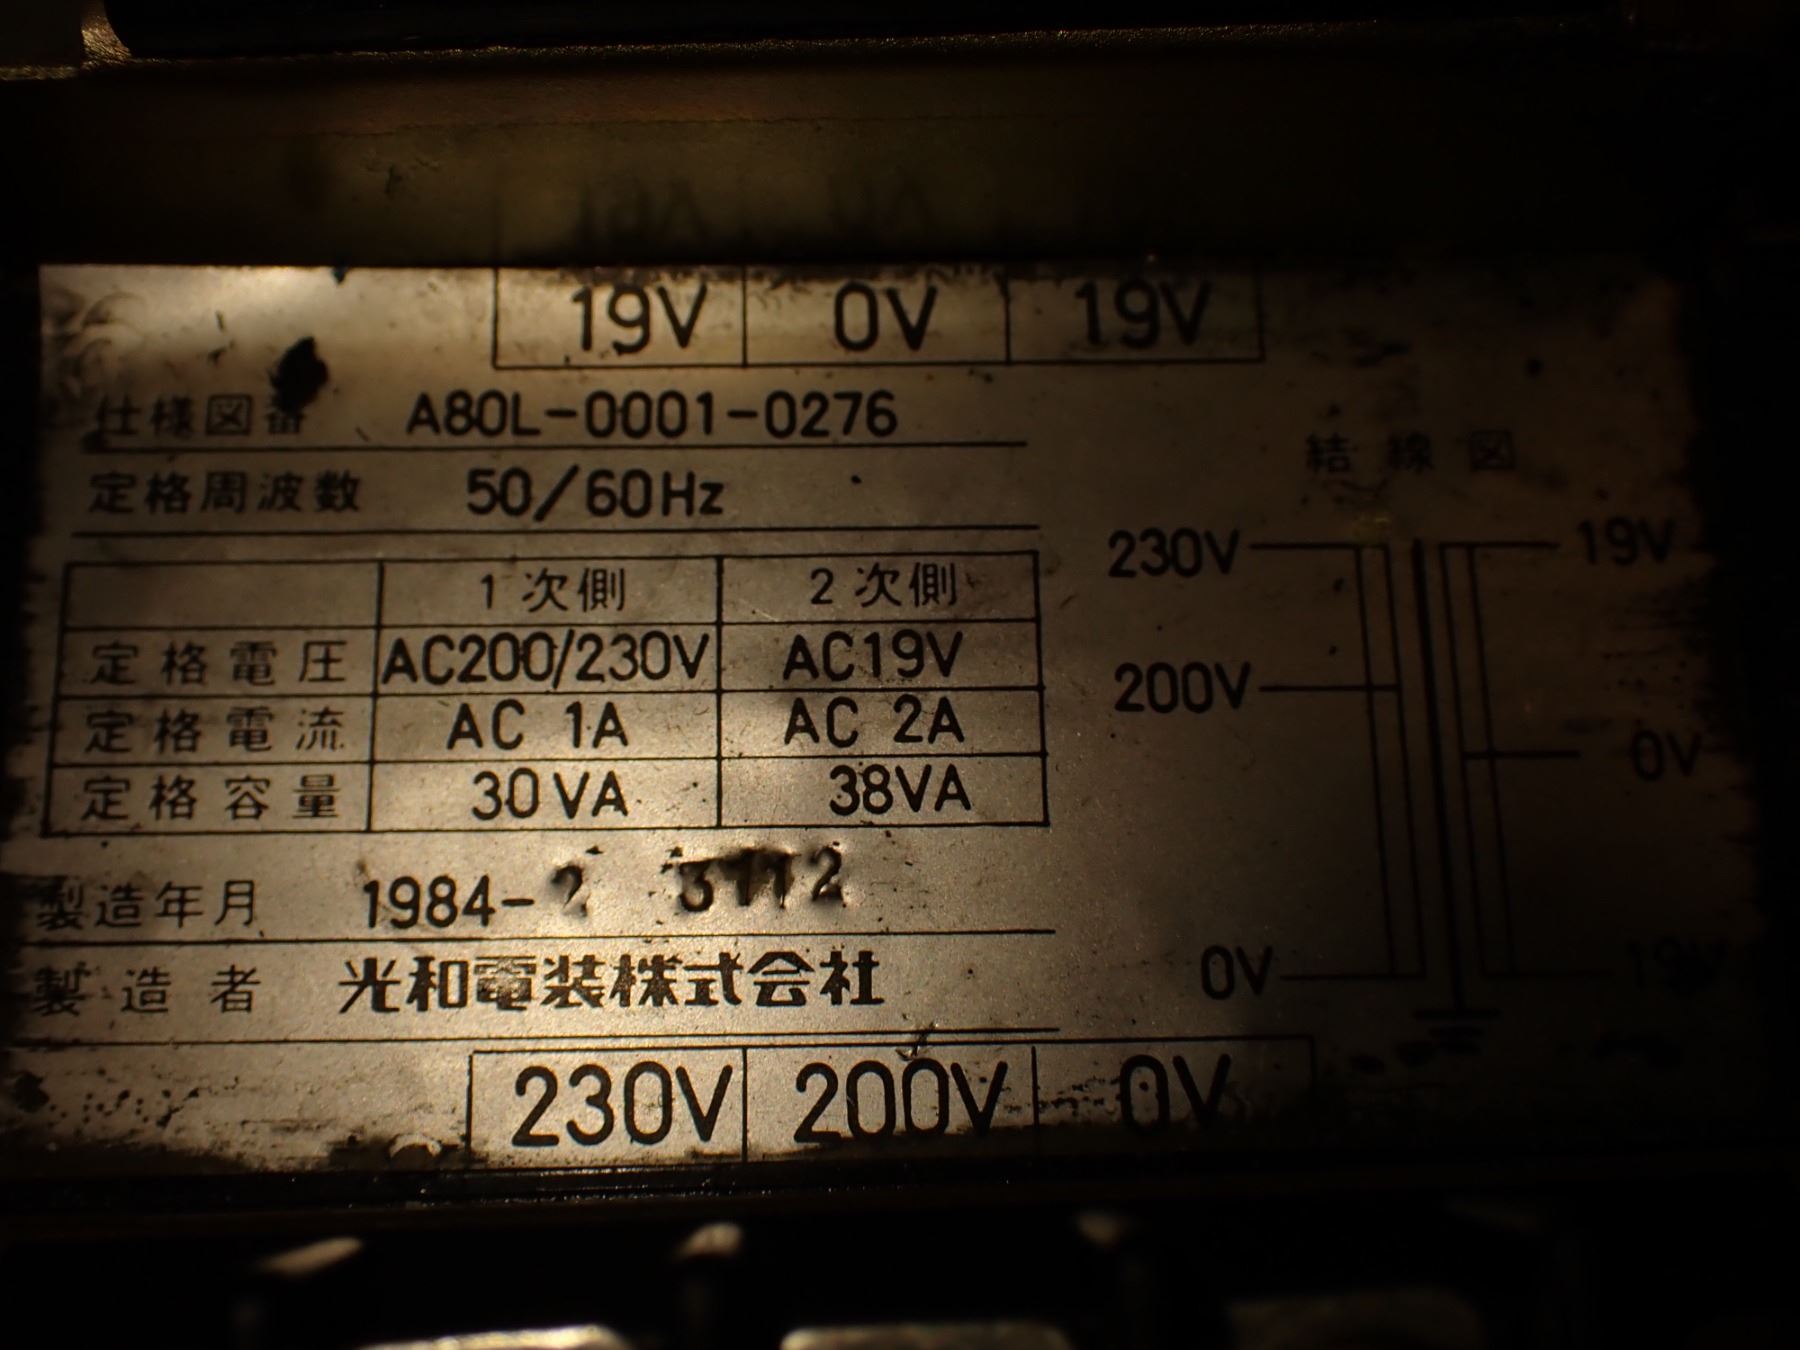 19V 0V 19V
仕様図番 A80L-0001-0276
定格周波数 50/60Hz
1次側 2次側
定格電圧 AC200/230V AC19V
定格電流 AC 1A AC 2A
定格容量 30VA 38VA
製造年月 1984-2
製造者 光和電装株式会社
230V 200V 0V
結線図
230V 19V
200V
0V
0V 19V